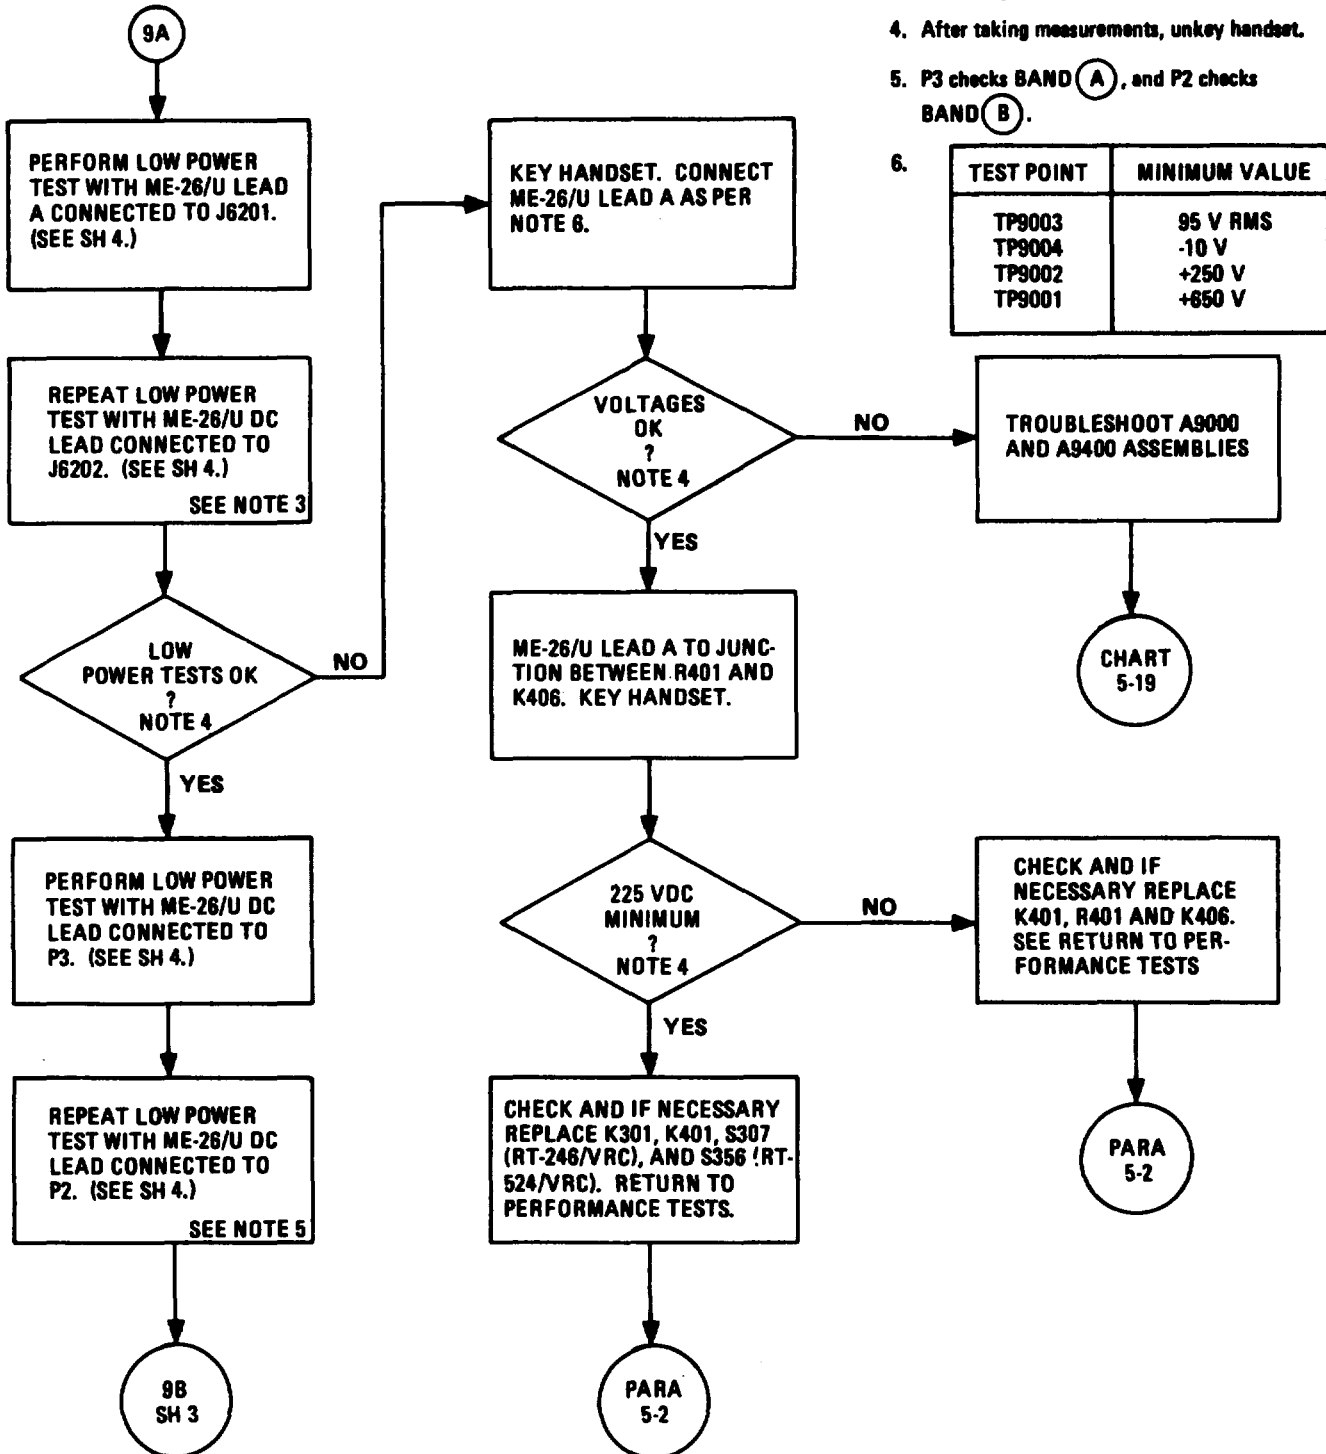 9A
PERFORM LOW POWER
TEST WITH ME-26/U LEAD
A CONNECTED TO J6201.
(SEE SH 4.)
REPEAT LOW POWER
TEST WITH ME-26/U DC
LEAD CONNECTED TO
J6202. (SEE SH 4.)
SEE NOTE 3
LOW
POWER TESTS OK
?
NOTE 4
NO
YES
PERFORM LOW POWER
TEST WITH ME-26/U DC
LEAD CONNECTED TO
P3. (SEE SH 4.)
REPEAT LOW POWER
TEST WITH ME-26/U DC
LEAD CONNECTED TO
P2. (SEE SH 4.)
SEE NOTE 5
9B
SH 3
KEY HANDSET. CONNECT
ME-26/U LEAD A AS PER
NOTE 6.
VOLTAGES
OK
?
NOTE 4
NO
YES
ME-26/U LEAD A TO JUNC-
TION BETWEEN R401 AND
K406. KEY HANDSET.
225 VDC
MINIMUM
?
NOTE 4
NO
YES
CHECK AND IF NECESSARY
REPLACE K301, K401, S307
(RT-246/VRC), AND S356 (RT-
524/VRC). RETURN TO
PERFORMANCE TESTS.
PARA
5-2
4. After taking measurements, unkey handset.
5. P3 checks BAND A, and P2 checks
BAND B.
6.
TEST POINT MINIMUM VALUE
TP9003 95 V RMS
TP9004 -10 V
TP9002 +250 V
TP9001 +650 V
TROUBLESHOOT A9000
AND A9400 ASSEMBLIES
CHART
5-19
CHECK AND IF
NECESSARY REPLACE
K401, R401 AND K406.
SEE RETURN TO PER-
FORMANCE TESTS
PARA
5-2